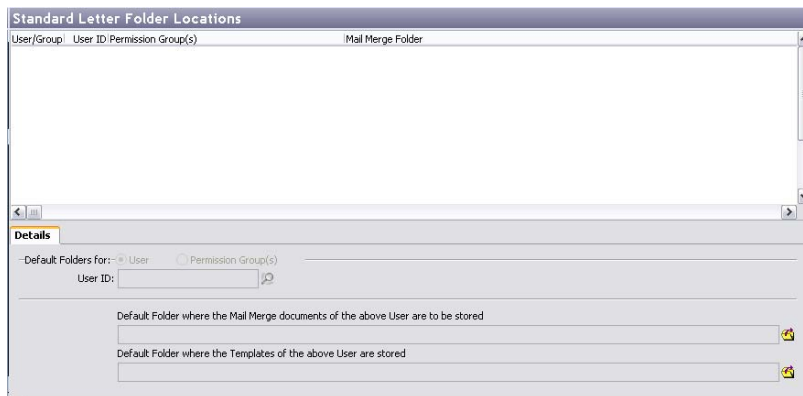 Standard Letter Folder Locations
User/Group User ID Permission Group(s) Mail Merge Folder
Details
Default Folders for: User Permission Group(s)
User ID:
Default Folder where the Mail Merge documents of the above User are to be stored
Default Folder where the Templates of the above User are stored